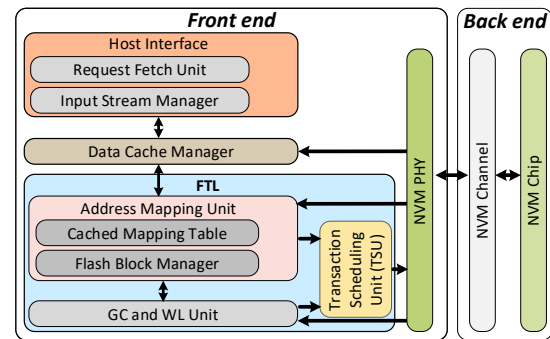 Front end
Back end
Host Interface
Request Fetch Unit
Input Stream Manager
Data Cache Manager
FTL
Address Mapping Unit
Cached Mapping Table
Flash Block Manager
GC and WL Unit
Transaction
Scheduling
Unit (TSU)
NVM PHY
NVM Channel
NVM Chip